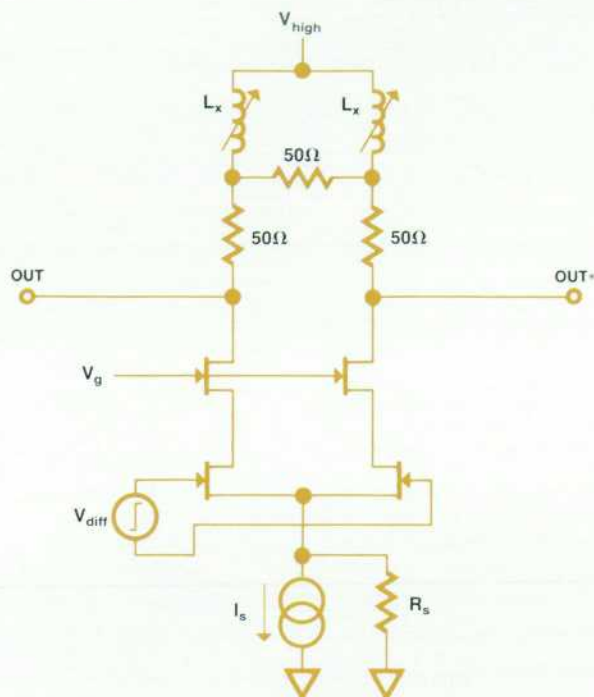 V_high
L_x L_x
50Ω
50Ω 50Ω
OUT OUT*
V_g
V_diff
I_s R_s